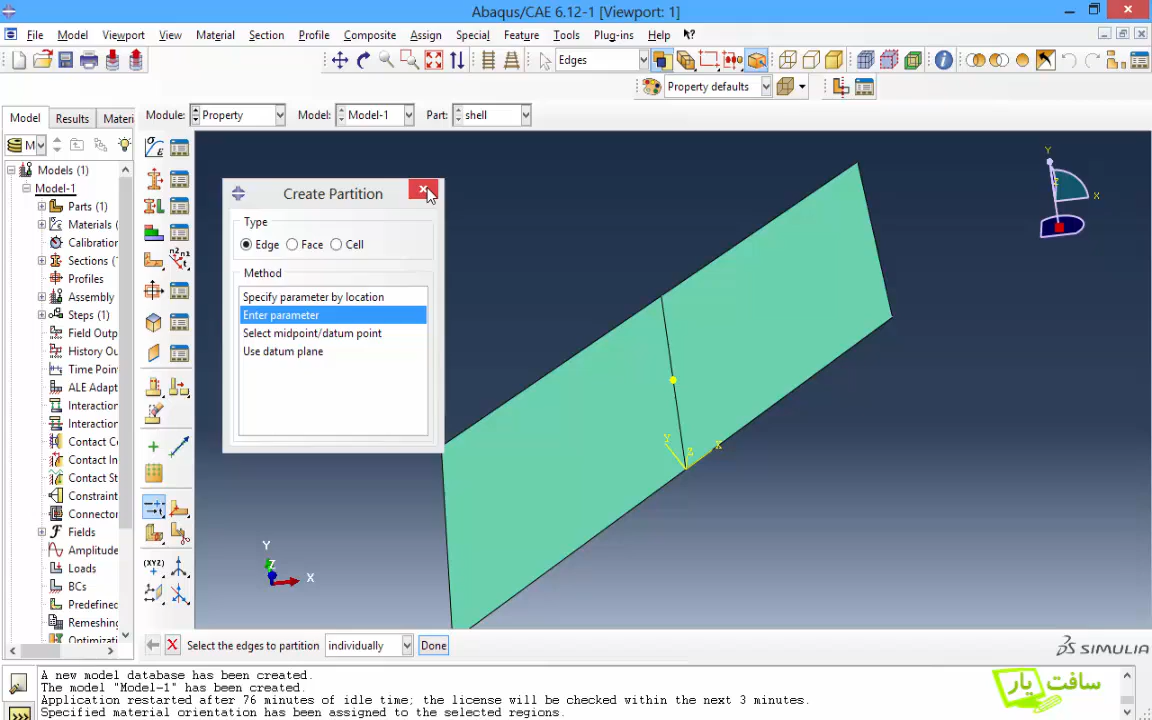 Abaqus/CAE 6.12-1 [Viewport: 1]
File Model Viewport View Material Section Profile Composite Assign Special Feature Tools Plug-ins Help
Edges
Property defaults
Model Results Materi
Module: Property Model: Model-1 Part: shell
M
Models (1)
Model-1
Parts (1)
Materials
Calibration
Sections (
Profiles
Assembly
Steps (1)
Field Outp
History Ou
Time Poin
ALE Adapt
Interaction
Interaction
Contact Co
Contact In
Contact St
Constraint
Connector
Fields
Amplitude
Loads
BCs
Predefined
Remeshing
Optimizati
Create Partition
Type
Edge Face Cell
Method
Specify parameter by location
Enter parameter
Select midpoint/datum point
Use datum plane
Y
Z
X
Y
Z
X
Y
Z
X
Select the edges to partition individually Done
SIMULIA
A new model database has been created.
The model "Model-1" has been created.
Application restarted after 76 minutes of idle time; the license will be checked within the next 3 minutes.
Specified material orientation has been assigned to the selected regions.
سافت یار